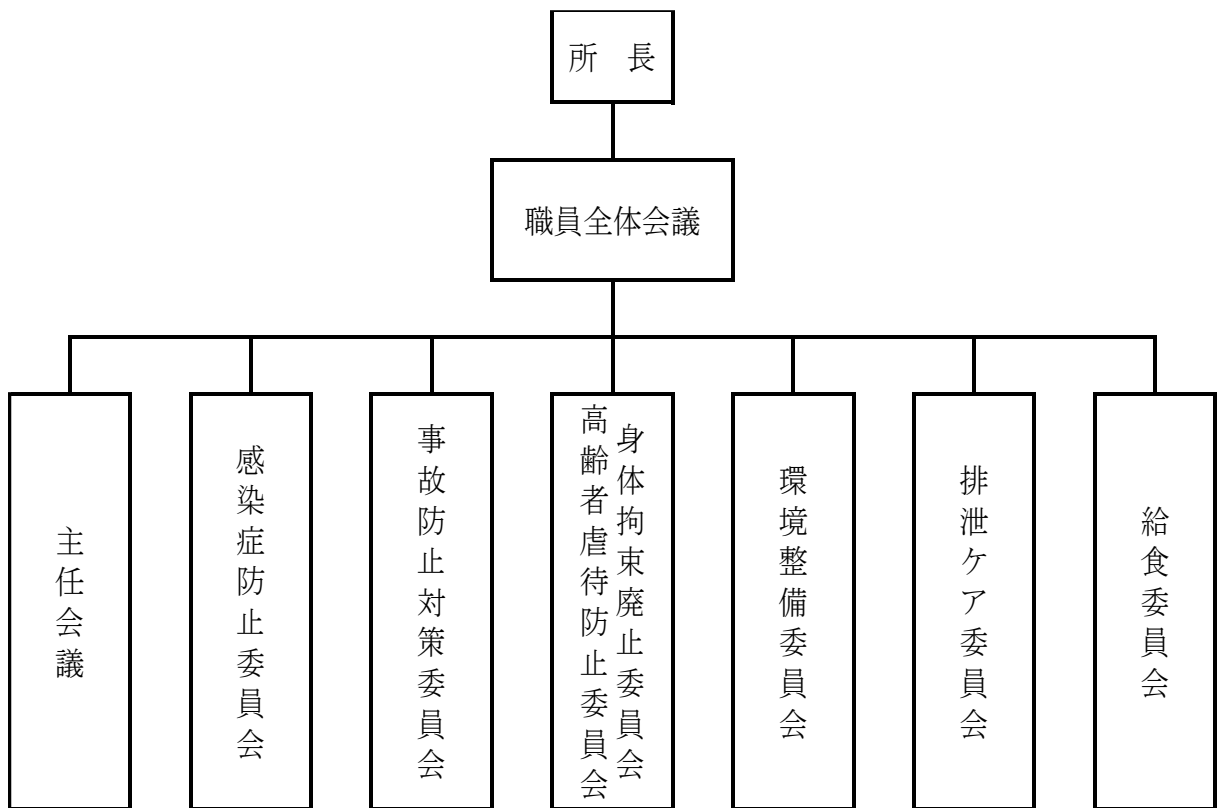 所　長
職員全体会議
主任会議
感染症防止委員会
事故防止対策委員会
身体拘束廃止委員会
高齢者虐待防止委員会
環境整備委員会
排泄ケア委員会
給食委員会